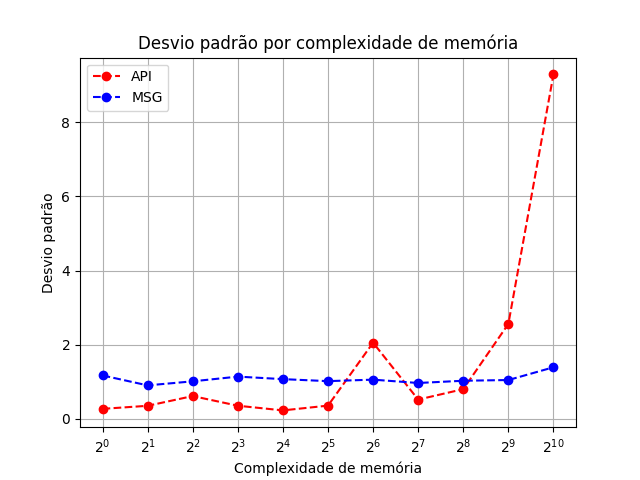 Desvio padrão por complexidade de memória
API
MSG
Desvio padrão
8
6
4
2
0
2^0 2^1 2^2 2^3 2^4 2^5 2^6 2^7 2^8 2^9 2^10
Complexidade de memória